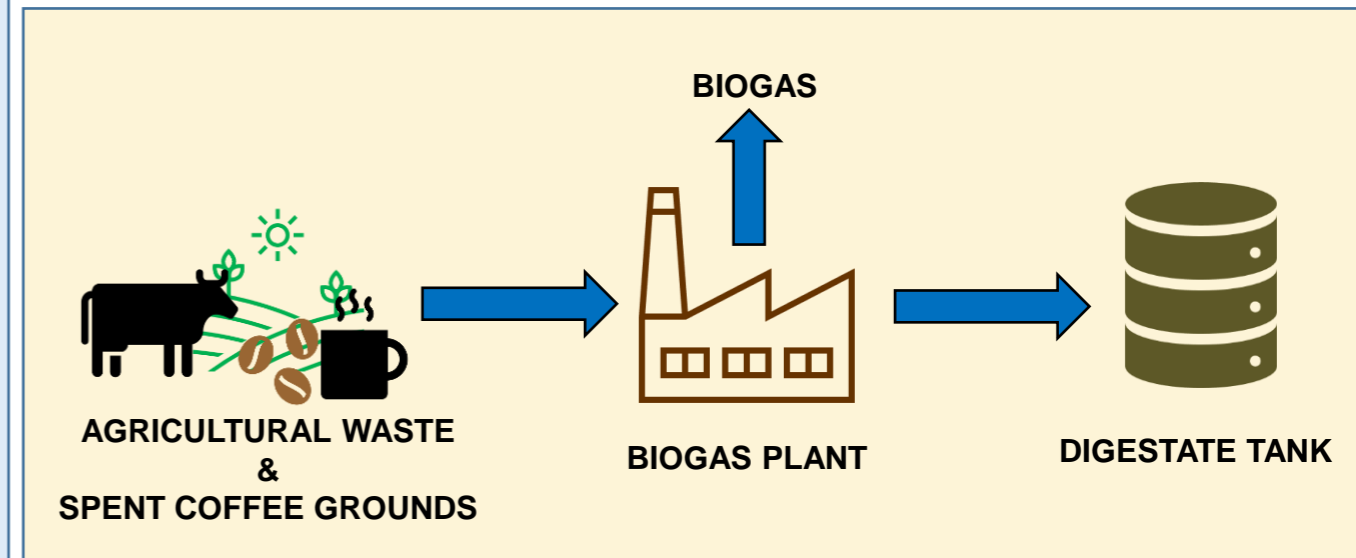 BIOGAS
AGRICULTURAL WASTE
&
SPENT COFFEE GROUNDS
BIOGAS PLANT
DIGESTATE TANK